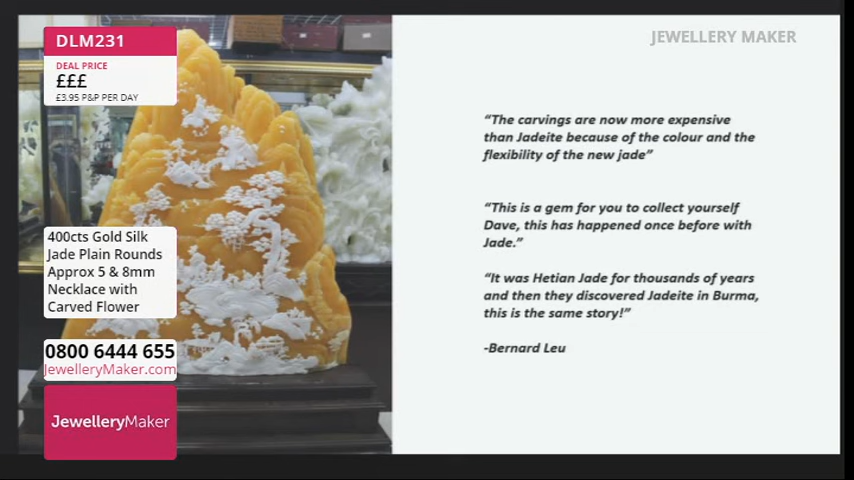 DLM231
DEAL PRICE
£££
£3.95 P&P PER DAY
400cts Gold Silk
Jade Plain Rounds
Approx 5 & 8mm
Necklace with
Carved Flower
0800 6444 655
JewelleryMaker.com
JewelleryMaker
JEWELLERY MAKER
“The carvings are now more expensive
than Jadeite because of the colour and the
flexibility of the new jade”
“This is a gem for you to collect yourself
Dave, this has happened once before with
Jade.”
“It was Hetian Jade for thousands of years
and then they discovered Jadeite in Burma,
this is the same story!”
-Bernard Leu